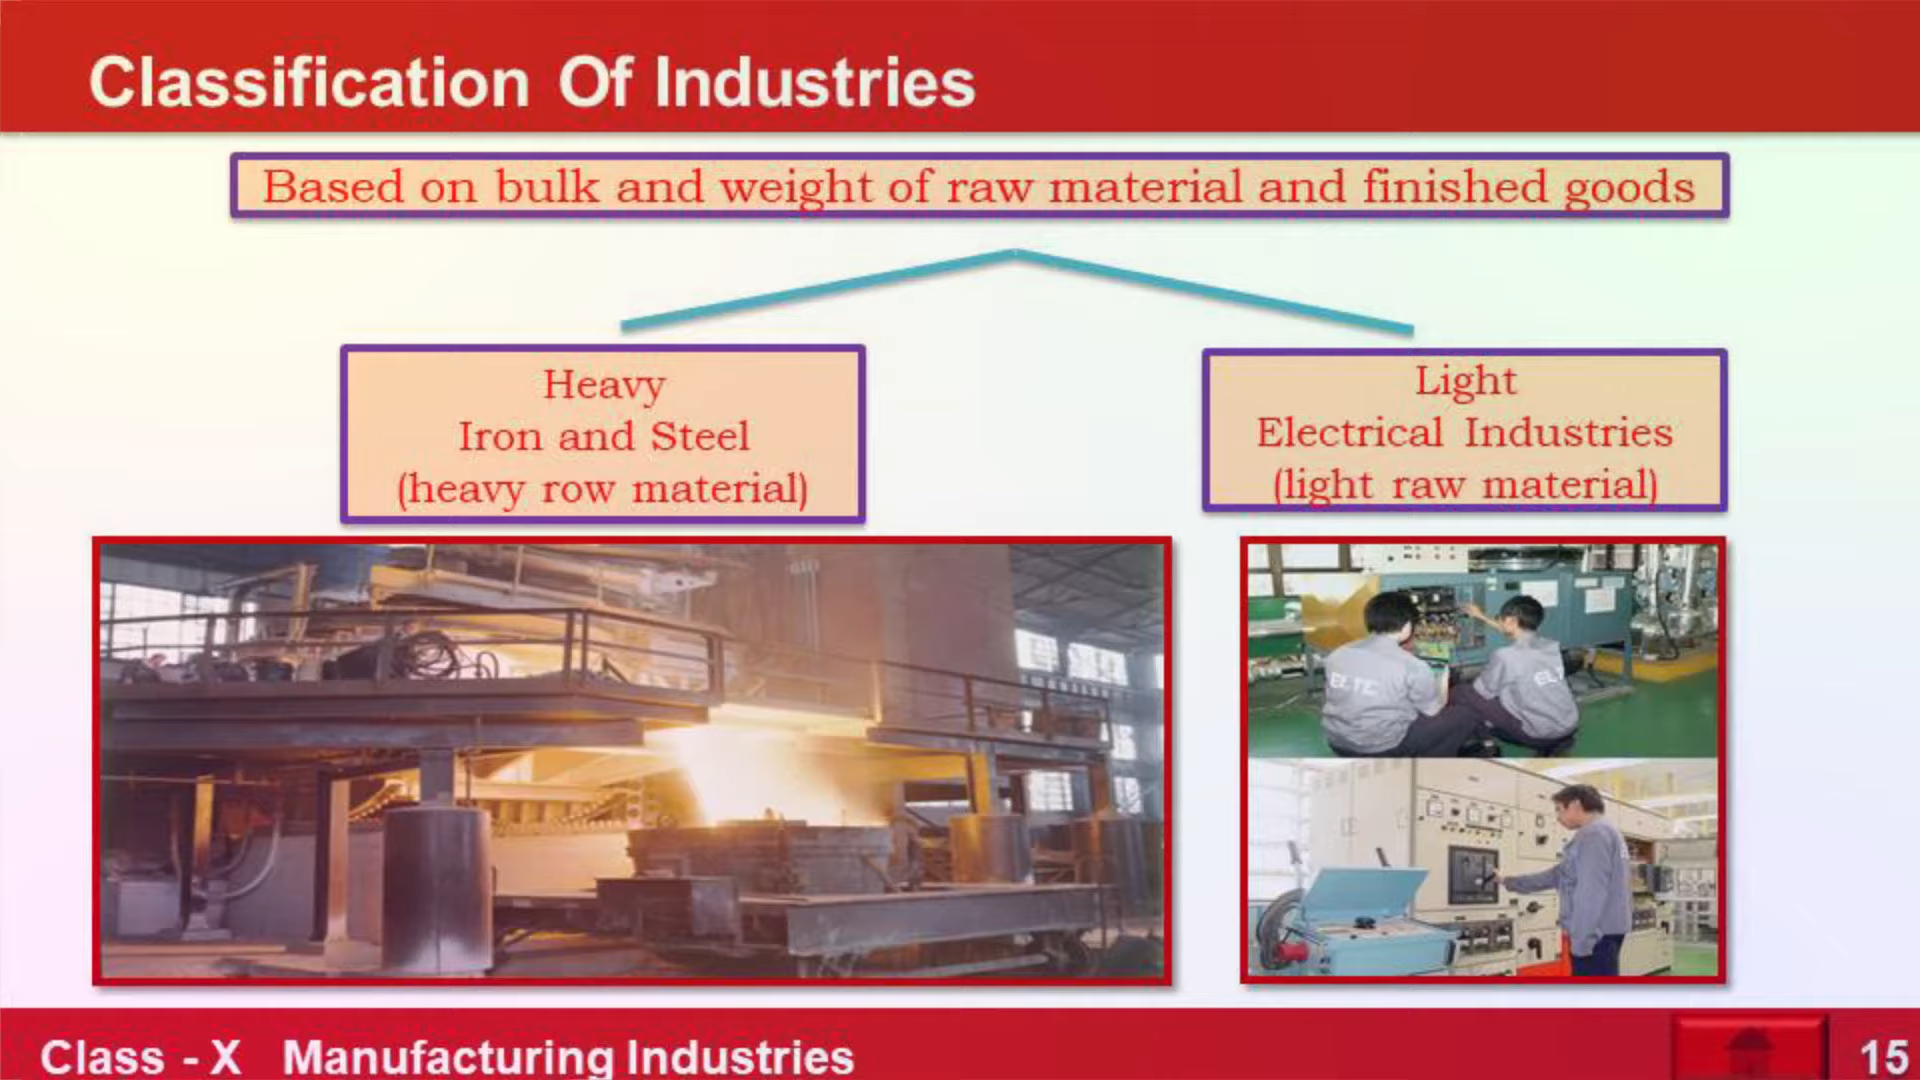 Classification Of Industries
Based on bulk and weight of raw material and finished goods
Heavy
Iron and Steel
(heavy row material)
Light
Electrical Industries
(light raw material)
Class - X Manufacturing Industries
15